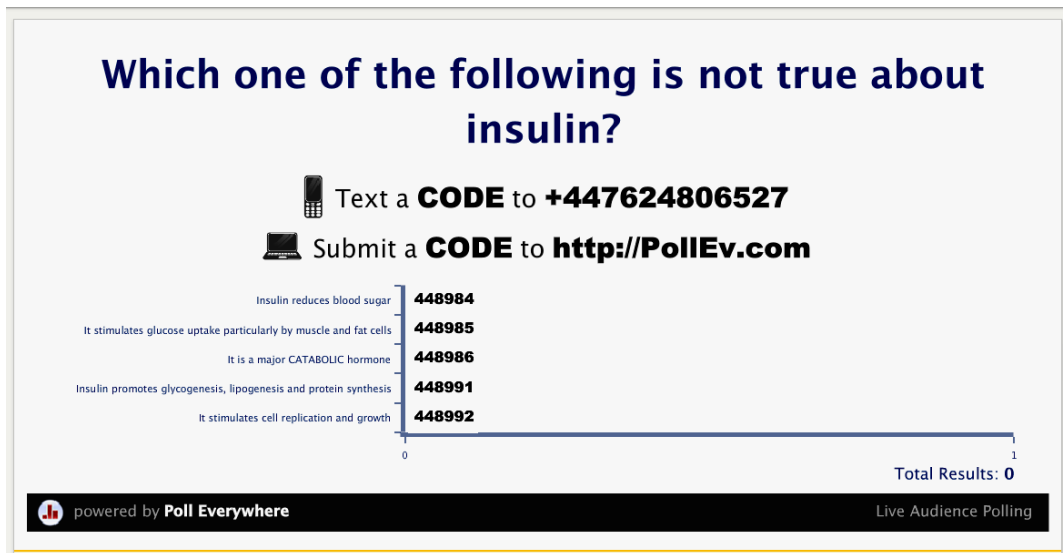 Which one of the following is not true about
insulin?
Text a CODE to +447624806527
Submit a CODE to http://PollEv.com
Insulin reduces blood sugar 448984
It stimulates glucose uptake particularly by muscle and fat cells 448985
It is a major CATABOLIC hormone 448986
Insulin promotes glycogenesis, lipogenesis and protein synthesis 448991
It stimulates cell replication and growth 448992
0 1
Total Results: 0
powered by Poll Everywhere Live Audience Polling